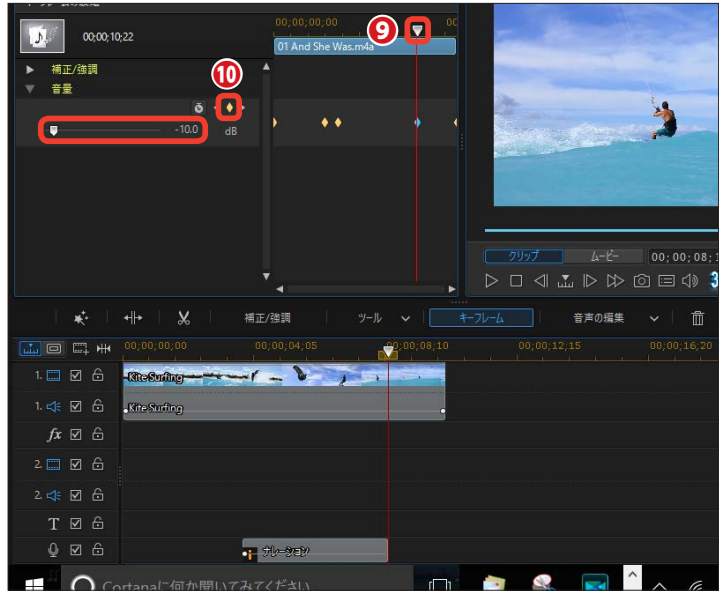 00;00;00;00
⑨
00;00;10;22
01 And She Was.m4a
補正/強調
⑩
音量
-10.0
dB
クリップ
ムービー
00; 00; 08;
補正/強調
ツール
キーフレーム
音声の編集
00;00;00;00
00;00;04;05
00;00;08;10
00;00;12;15
00;00;16;20
1.
Kite Surfing
1.
Kite Surfing
fx
2.
2.
T
ナレーション
Cortanaに何か聞いてみてください